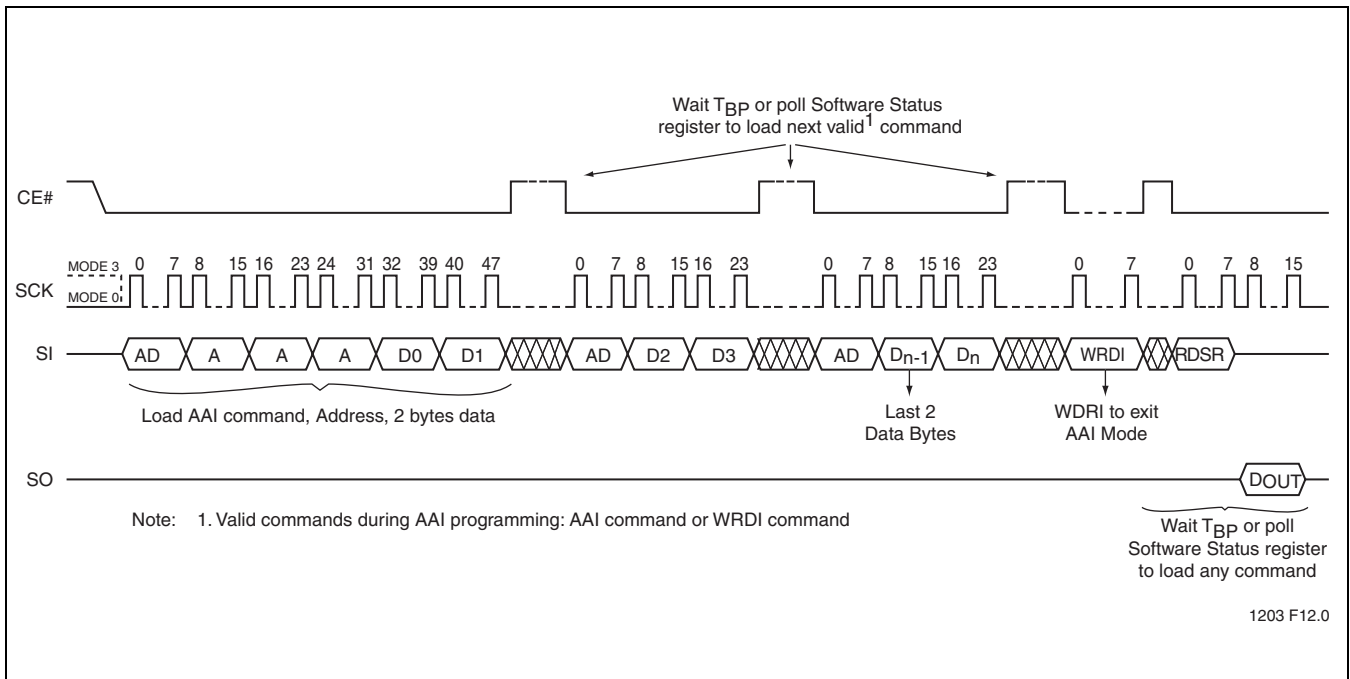 Wait TBP or poll Software Status
register to load next valid1 command
CE#
MODE 3 0 7 8 15 16 23 24 31 32 39 40 47 0 7 8 15 16 23 0 7 8 15 16 23 0 7 0 7 8 15
SCK
MODE 0
SI AD A A A D0 D1 AD D2 D3 AD Dn-1 Dn WRDI RDSR
Load AAI command, Address, 2 bytes data
Last 2
Data Bytes
WDRI to exit
AAI Mode
SO DOUT
Note: 1. Valid commands during AAI programming: AAI command or WRDI command
Wait TBP or poll
Software Status register
to load any command
1203 F12.0